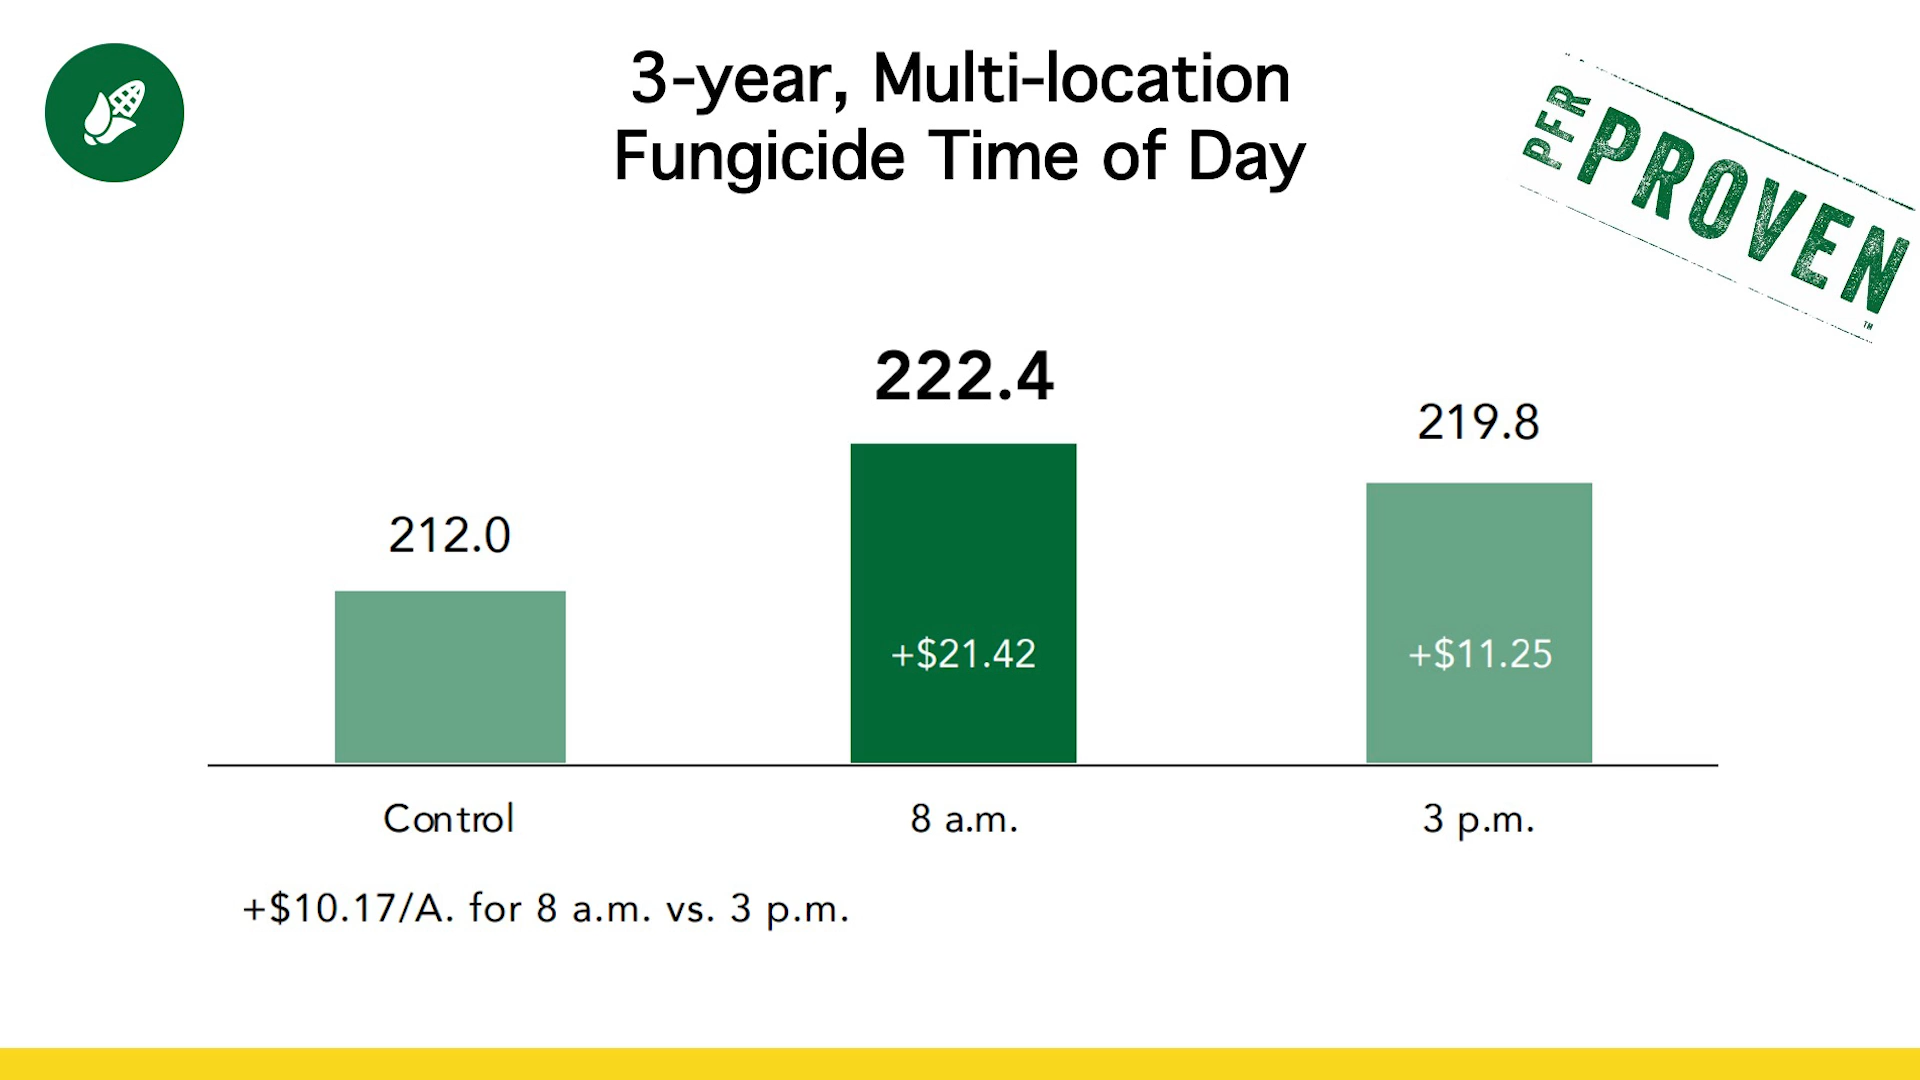 3-year, Multi-location
Fungicide Time of Day
PFR
PROVEN
TM
212.0
222.4
219.8
+$21.42
+$11.25
Control
8 a.m.
3 p.m.
+$10.17/A. for 8 a.m. vs. 3 p.m.